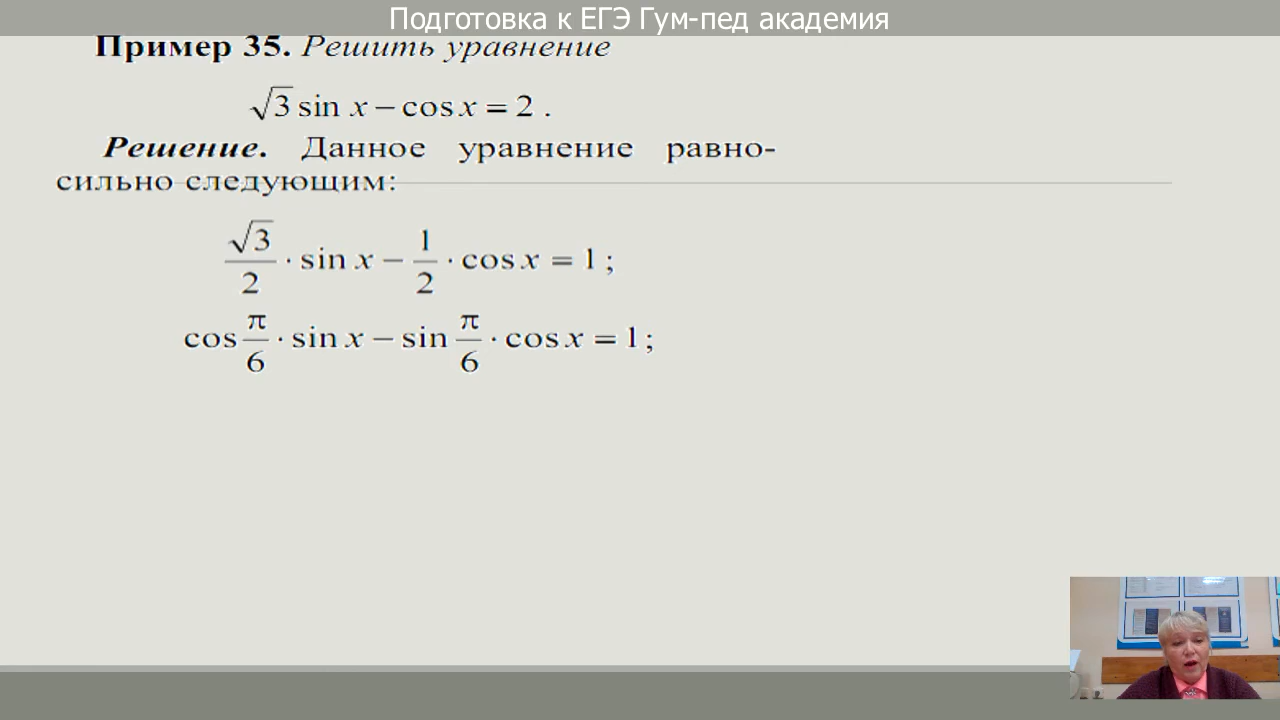 Подготовка к ЕГЭ Гум-пед академия
Пример 35. Решить уравнение
√3 sin x − cos x = 2 .
Решение. Данное уравнение равно-
сильно следующим:
√3/2 · sin x − 1/2 · cos x = 1 ;
cos π/6 · sin x − sin π/6 · cos x = 1 ;